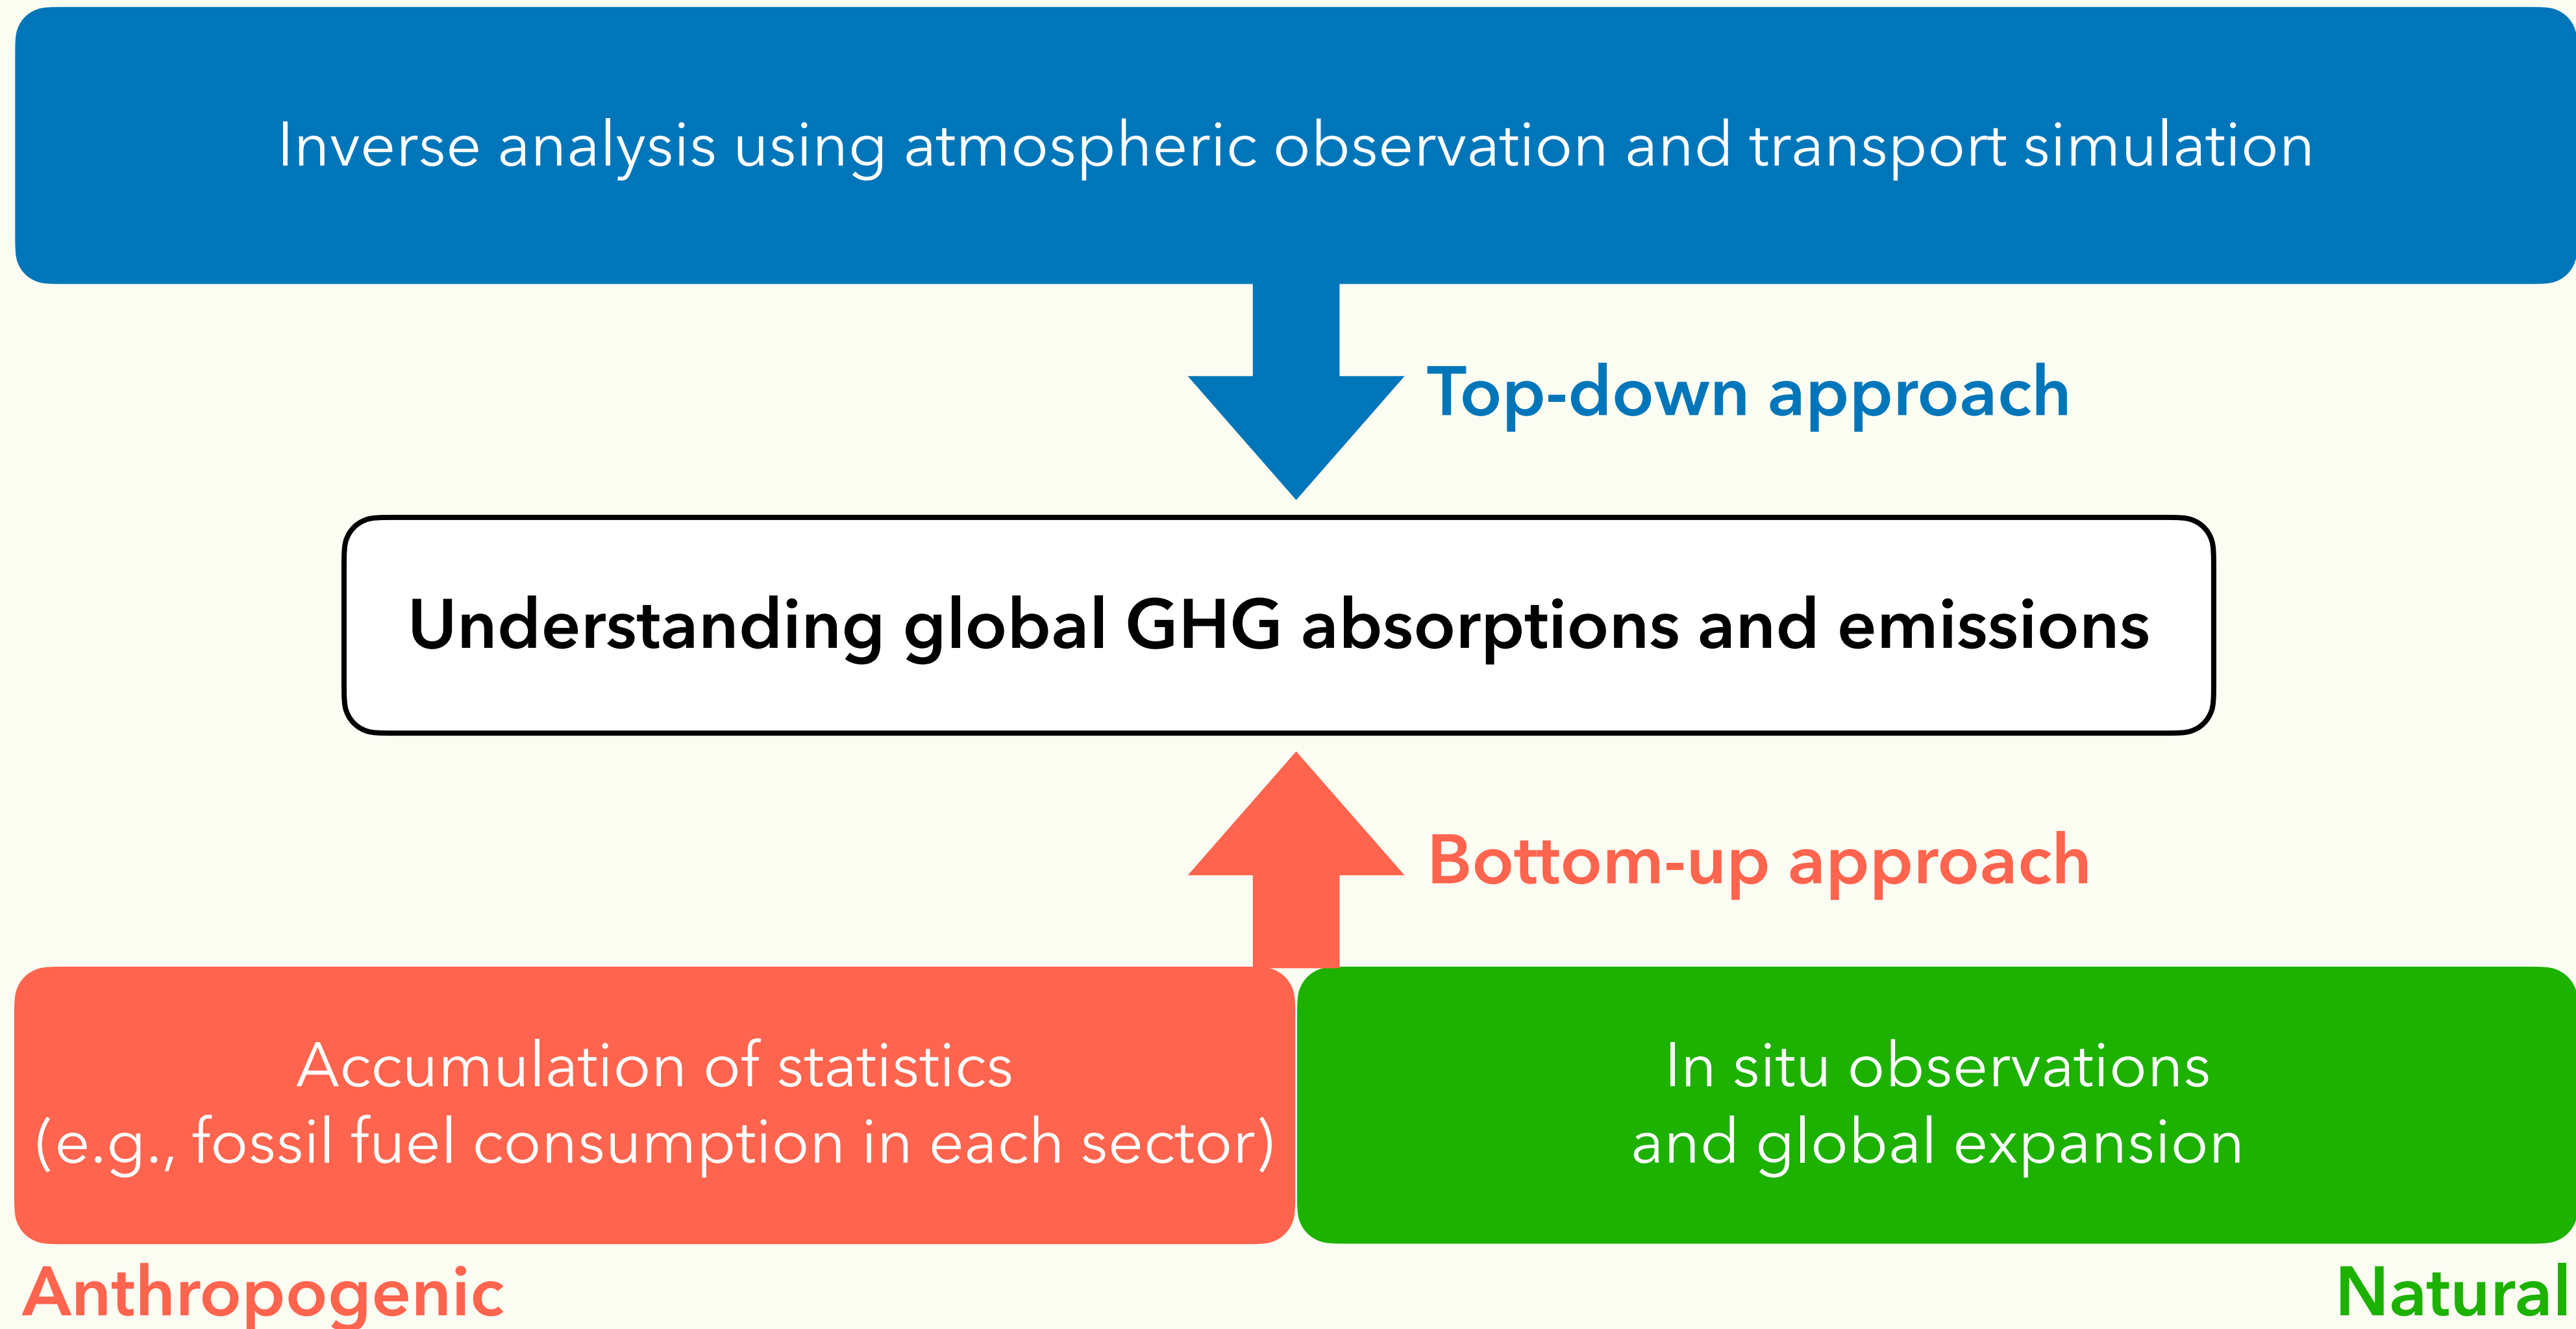 Inverse analysis using atmospheric observation and transport simulation
Top-down approach
Understanding global GHG absorptions and emissions
Bottom-up approach
Accumulation of statistics
(e.g., fossil fuel consumption in each sector)
In situ observations
and global expansion
Anthropogenic
Natural